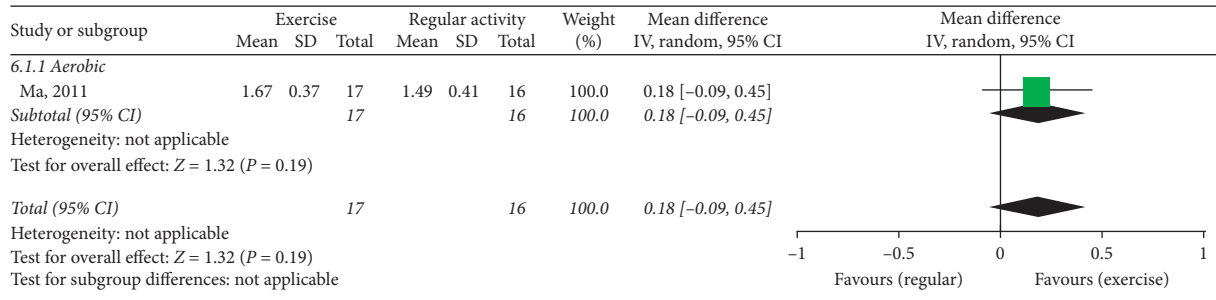 Study or subgroup Exercise Regular activity Weight Mean difference Mean difference
Mean SD Total Mean SD Total (%) IV, random, 95% CI IV, random, 95% CI
6.1.1 Aerobic
Ma, 2011 1.67 0.37 17 1.49 0.41 16 100.0 0.18 [–0.09, 0.45]
Subtotal (95% CI) 17 16 100.0 0.18 [–0.09, 0.45]
Heterogeneity: not applicable
Test for overall effect: Z = 1.32 (P = 0.19)
Total (95% CI) 17 16 100.0 0.18 [–0.09, 0.45]
Heterogeneity: not applicable
Test for overall effect: Z = 1.32 (P = 0.19)
Test for subgroup differences: not applicable
–1 –0.5 0 0.5 1
Favours (regular) Favours (exercise)